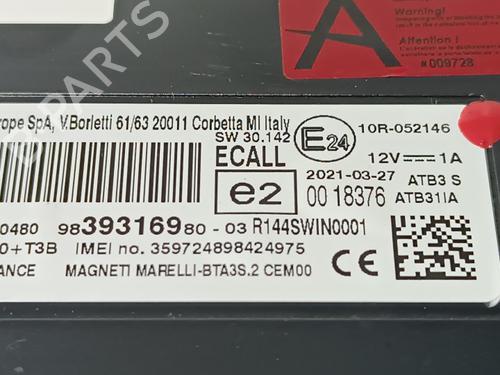 Warning!
Attention !
#009728
A
rope SpA, V.Borletti 61/63 20011 Corbetta MI Italy
SW 30.142
ECALL
E24
10R-052146
12V 1A
e2
2021-03-27
ATB3 S
00 18376
ATB31IA
0480
9839316980-03 R144SWIN0001
0+T3B
IMEI no. 359724898424975
ANCE
MAGNETI MARELLI-BTA3S.2 CEM00
CE
PARTS